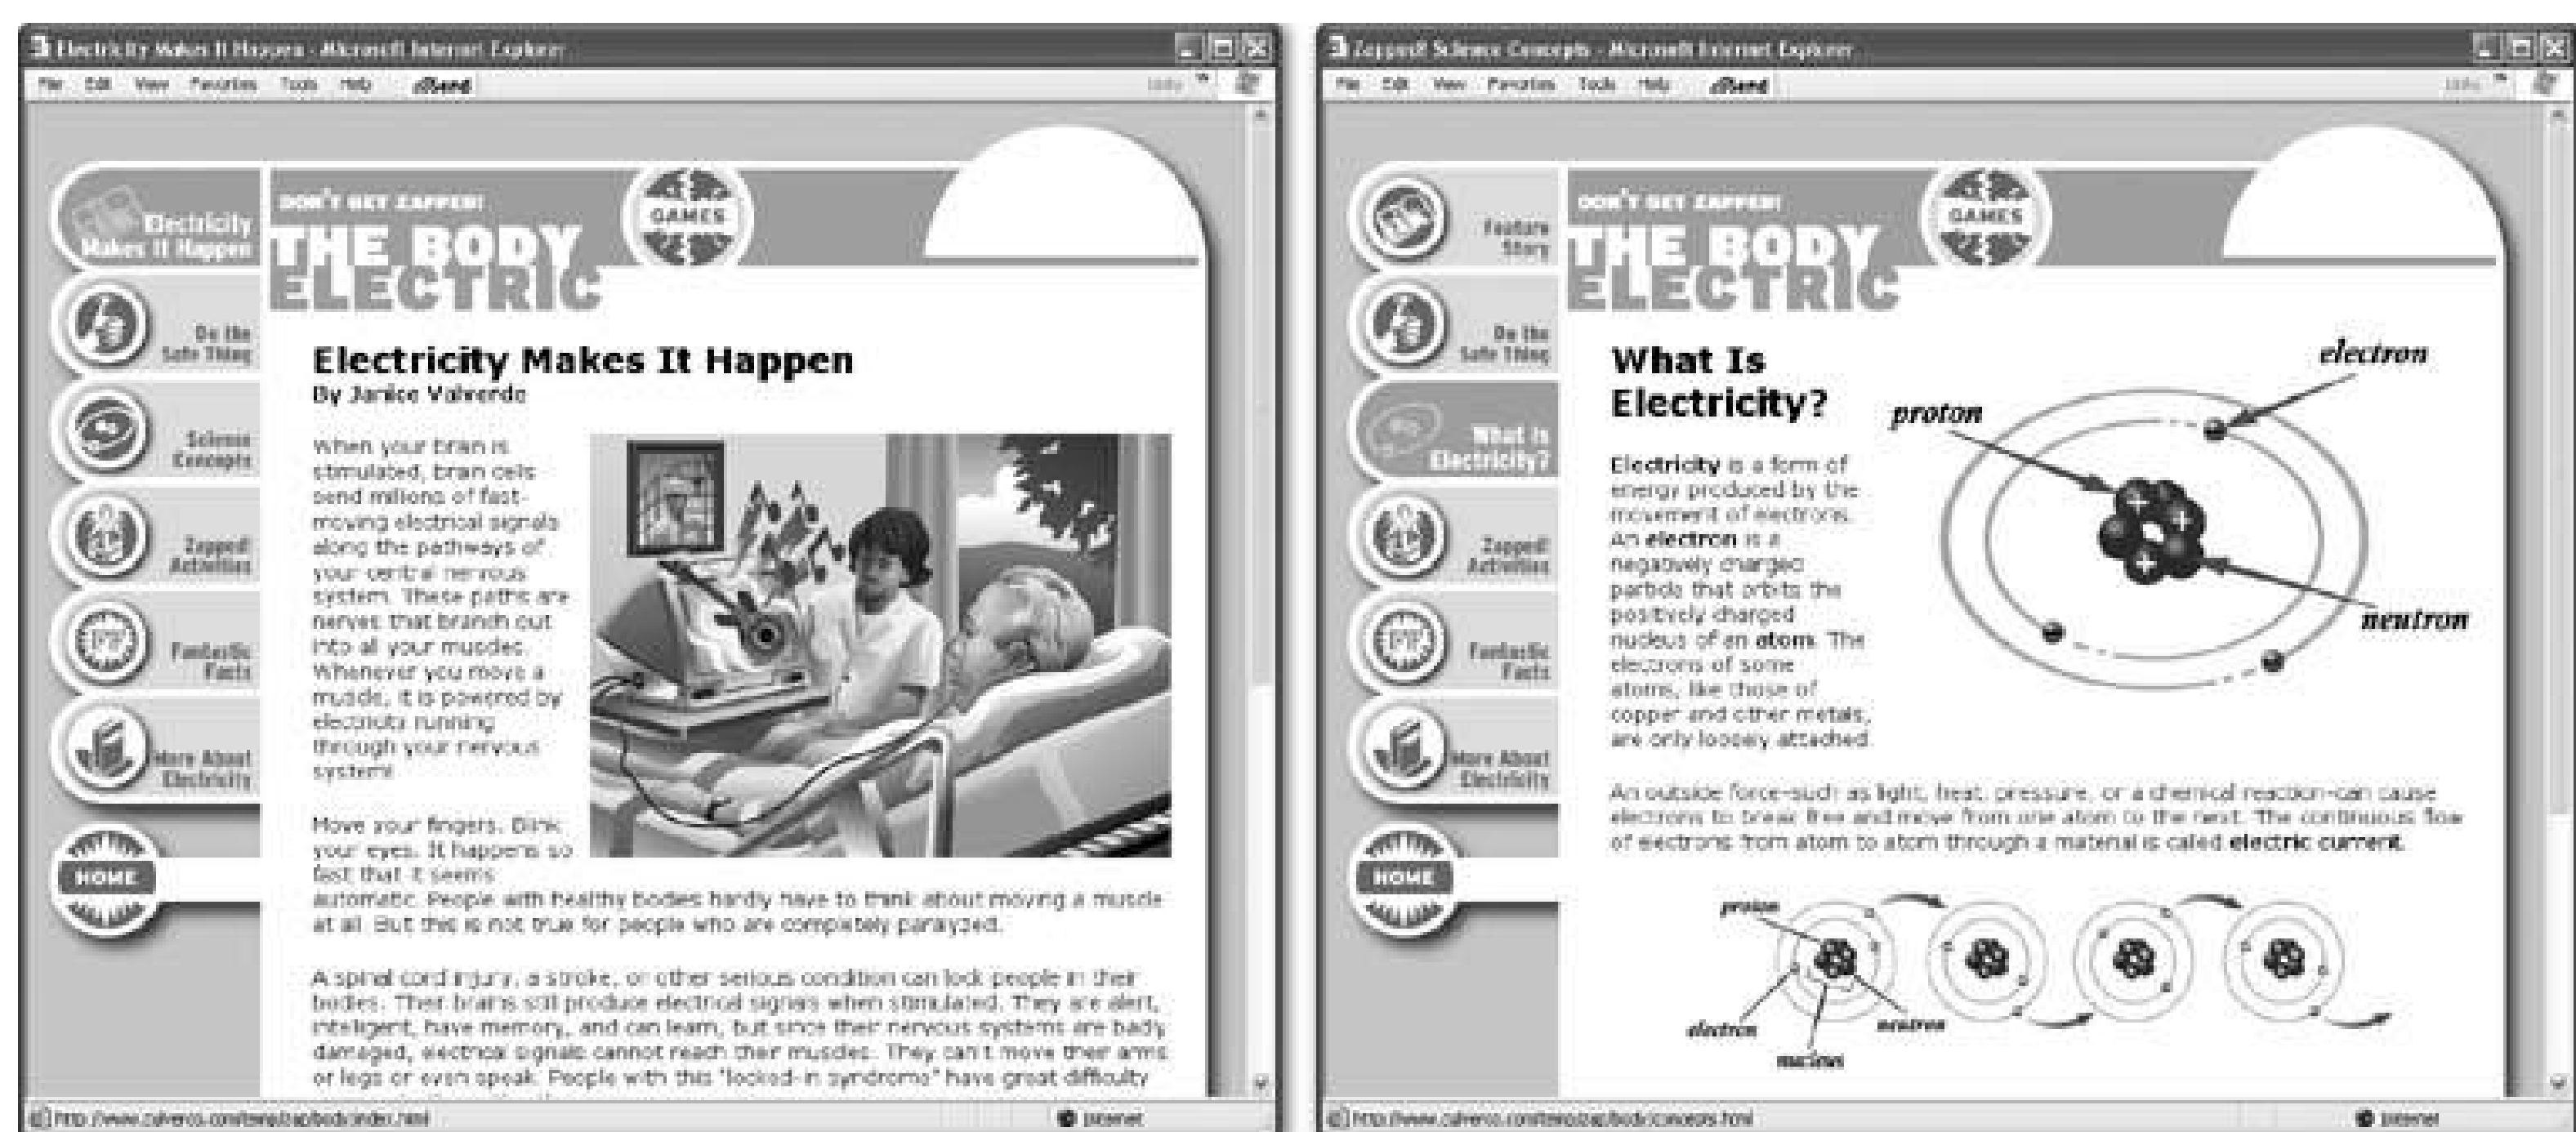 Electricity Makes It Happen - Microsoft Internet Explorer
File Edit View Favorites Tools Help
Electricity
Makes It Happen
Do the
Safe Thing
Science
Concepts
Zapped!
Activities
Fantastic
Facts
More About
Electricity
HOME
DON'T GET ZAPPED!
THE BODY
ELECTRIC
GAMES
Electricity Makes It Happen
By Janice Valverde
When your brain is
stimulated, brain cells
send millions of fast-
moving electrical signals
along the pathways of
your central nervous
system. These paths are
nerves that branch out
into all your muscles.
Whenever you move a
muscle, it is powered by
electricity running
through your nervous
system!
Move your fingers. Blink
your eyes. It happens so
fast that it seems
automatic. People with healthy bodies hardly have to think about moving a muscle
at all. But this is not true for people who are completely paralyzed.
A spinal cord injury, a stroke, or other serious condition can lock people in their
bodies. Their brains still produce electrical signals when stimulated. They are alert,
intelligent, have memory, and can learn, but since their nervous systems are badly
damaged, electrical signals cannot reach their muscles. They can't move their arms
or legs or even speak. People with this "locked-in syndrome" have great difficulty
Internet
Zapped! Science Concepts - Microsoft Internet Explorer
File Edit View Favorites Tools Help
Feature
Story
Do the
Safe Thing
What Is
Electricity?
Zapped!
Activities
Fantastic
Facts
More About
Electricity
HOME
DON'T GET ZAPPED!
THE BODY
ELECTRIC
GAMES
What Is
Electricity?
Electricity is a form of
energy produced by the
movement of electrons.
An electron is a
negatively charged
particle that orbits the
positively charged
nucleus of an atom. The
electrons of some
atoms, like those of
copper and other metals,
are only loosely attached.
electron
proton
neutron
An outside force-such as light, heat, pressure, or a chemical reaction-can cause
electrons to break free and move from one atom to the next. The continuous flow
of electrons from atom to atom through a material is called electric current.
proton
electron
neutron
nucleus
Internet